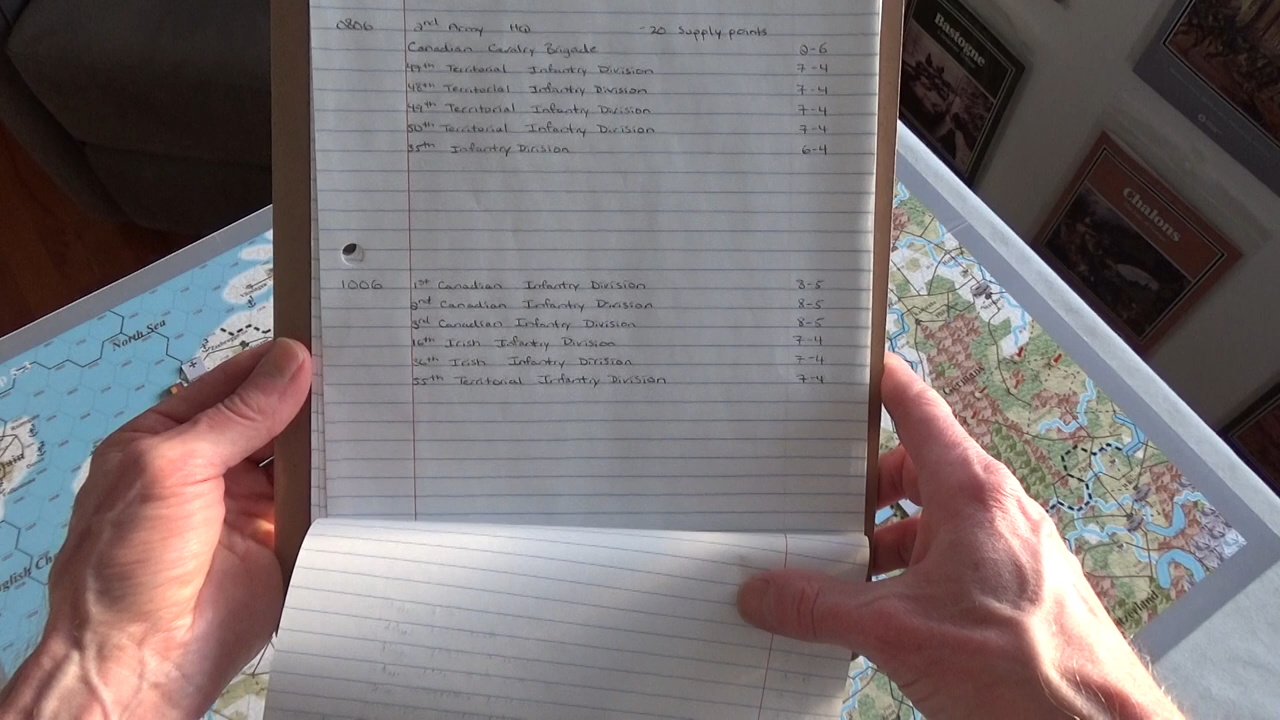 0806 2nd Army HQ -20 Supply points
Canadian Cavalry Brigade 2-6
47th Territorial Infantry Division 7-4
48th Territorial Infantry Division 7-4
49th Territorial Infantry Division 7-4
50th Territorial Infantry Division 7-4
35th Infantry Division 6-4
1006 1st Canadian Infantry Division 8-5
2nd Canadian Infantry Division 8-5
3rd Canadian Infantry Division 8-5
16th Irish Infantry Division 7-4
36th Irish Infantry Division 7-4
55th Territorial Infantry Division 7-4
Bastogne
Chalons
North Sea
Germany